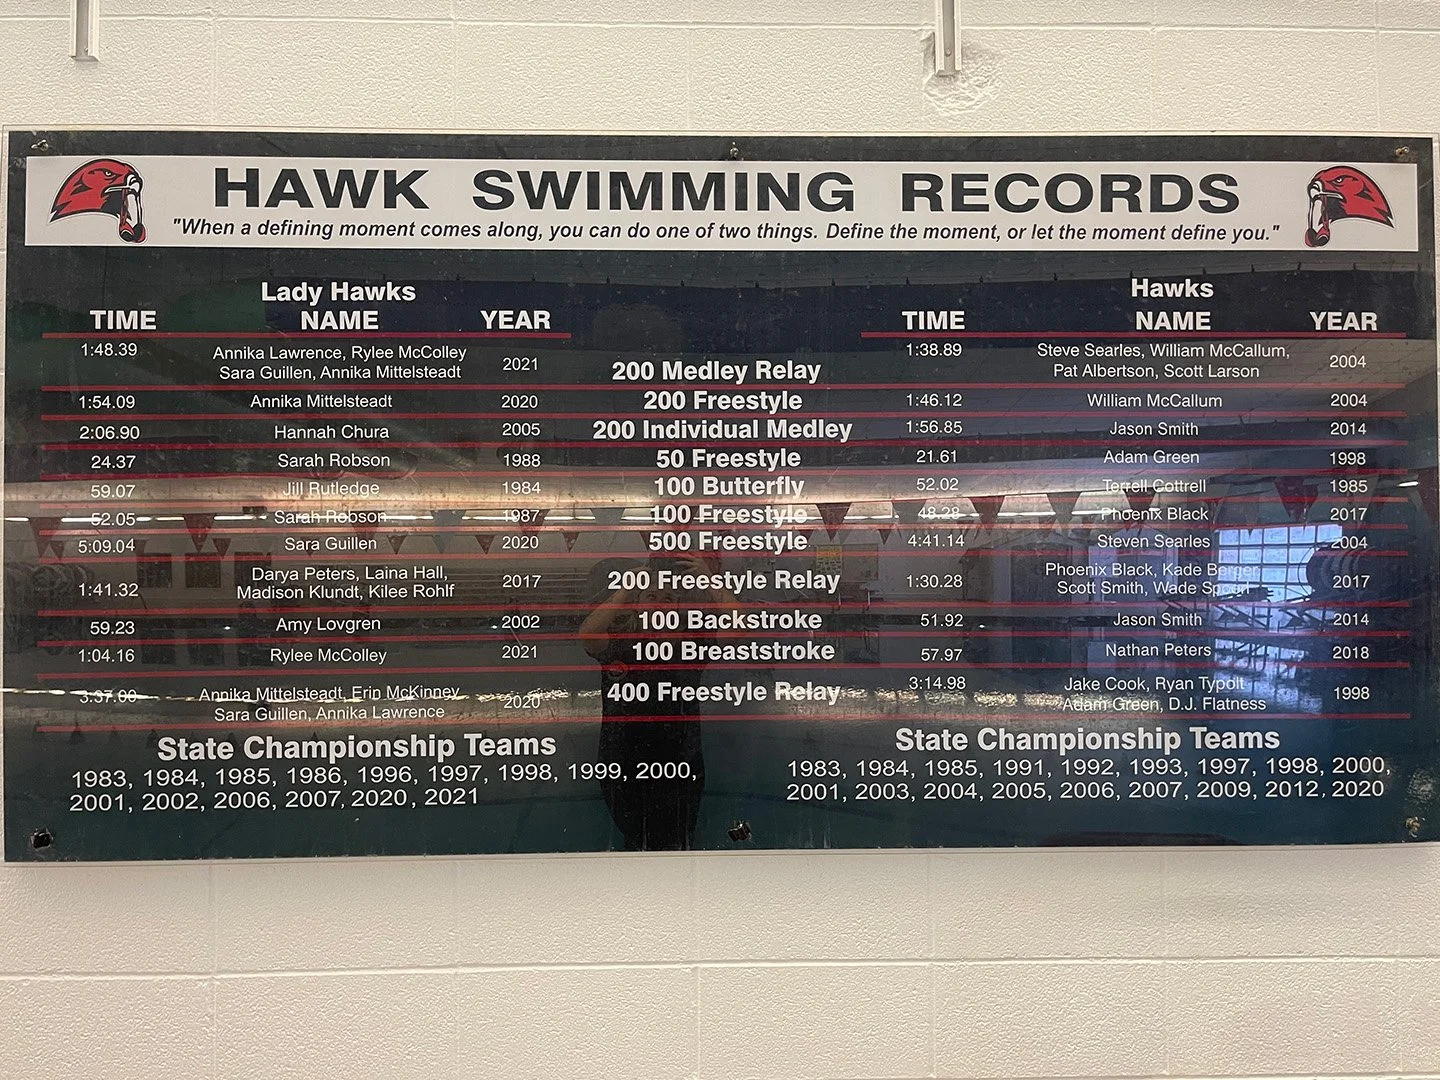 HAWK SWIMMING RECORDS
"When a defining moment comes along, you can do one of two things. Define the moment, or let the moment define you."
Lady Hawks Hawks
TIME NAME YEAR TIME NAME YEAR
1:48.39 Annika Lawrence, Rylee McColley 2021 200 Medley Relay 1:38.89 Steve Searles, William McCallum, 2004
Sara Guillen, Annika Mittelsteadt Pat Albertson, Scott Larson
1:54.09 Annika Mittelsteadt 2020 200 Freestyle 1:46.12 William McCallum 2004
2:06.90 Hannah Chura 2005 200 Individual Medley 1:56.85 Jason Smith 2014
24.37 Sarah Robson 1988 50 Freestyle 21.61 Adam Green 1998
59.07 Jill Rutledge 1984 100 Butterfly 52.02 Terrell Cottrell 1985
52.05 Sarah Robson 1987 100 Freestyle 48.28 Phoenix Black 2017
5:09.04 Sara Guillen 2020 500 Freestyle 4:41.14 Steven Searles 2004
1:41.32 Darya Peters, Laina Hall, 2017 200 Freestyle Relay 1:30.28 Phoenix Black, Kade Berger 2017
Madison Klundt, Kilee Rohlf Scott Smith, Wade
59.23 Amy Lovgren 2002 100 Backstroke 51.92 Jason Smith 2014
1:04.16 Rylee McColley 2021 100 Breaststroke 57.97 Nathan Peters 2018
3:37.00 Annika Mittelsteadt, Erin McKinney 2020 400 Freestyle Relay 3:14.98 Jake Cook, Ryan Typolt 1998
Sara Guillen, Annika Lawrence Adam Green, D.J. Flatness
State Championship Teams State Championship Teams
1983, 1984, 1985, 1986, 1996, 1997, 1998, 1999, 2000, 1983, 1984, 1985, 1991, 1992, 1993, 1997, 1998, 2000,
2001, 2002, 2006, 2007, 2020, 2021 2001, 2003, 2004, 2005, 2006, 2007, 2009, 2012, 2020